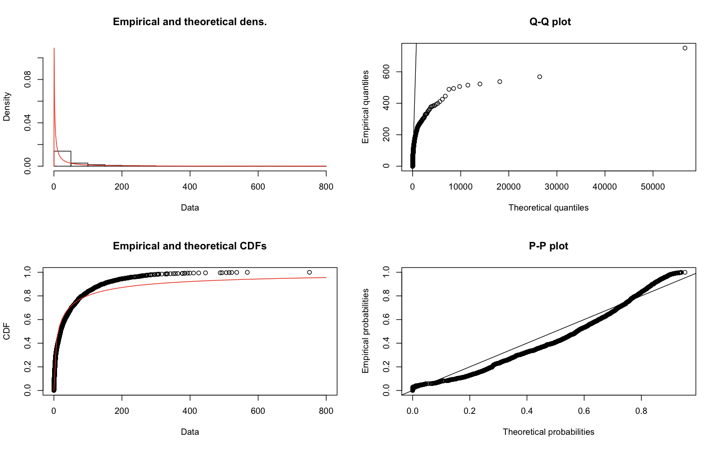 Empirical and theoretical dens.
Density
0.00 0.04 0.08
0 200 400 600 800
Data
Q-Q plot
Empirical quantiles
0 200 400 600
0 10000 20000 30000 40000 50000
Theoretical quantiles
Empirical and theoretical CDFs
CDF
0.0 0.2 0.4 0.6 0.8 1.0
0 200 400 600 800
Data
P-P plot
Empirical probabilities
0.0 0.2 0.4 0.6 0.8 1.0
0.0 0.2 0.4 0.6 0.8
Theoretical probabilities